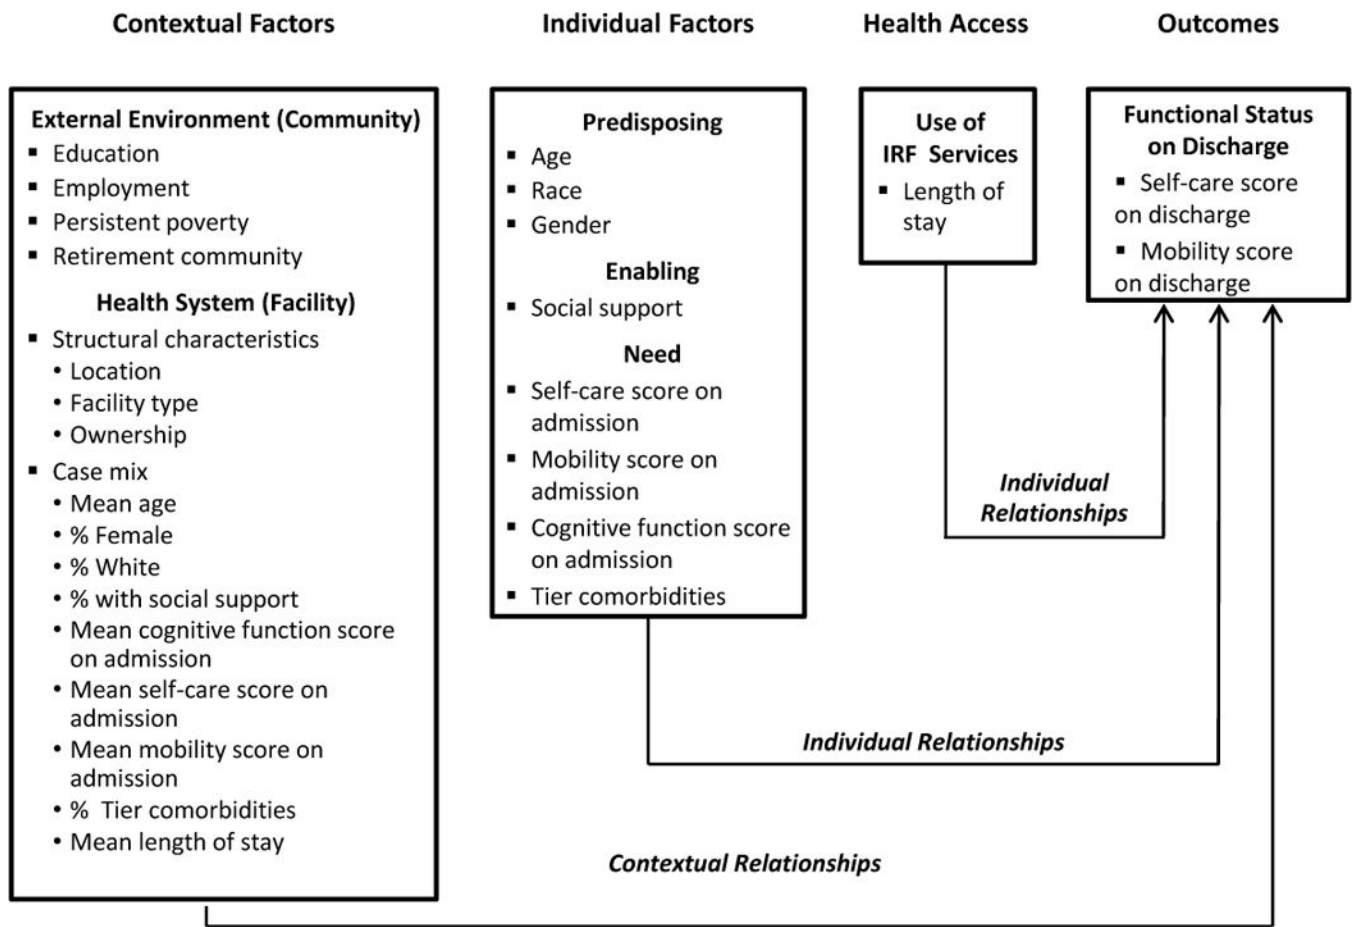 Contextual Factors
Individual Factors
Health Access
Outcomes
External Environment (Community)
▪ Education
▪ Employment
▪ Persistent poverty
▪ Retirement community
Health System (Facility)
▪ Structural characteristics
• Location
• Facility type
• Ownership
▪ Case mix
• Mean age
• % Female
• % White
• % with social support
• Mean cognitive function score
on admission
• Mean self-care score on
admission
• Mean mobility score on
admission
• % Tier comorbidities
• Mean length of stay
Predisposing
▪ Age
▪ Race
▪ Gender
Enabling
▪ Social support
Need
▪ Self-care score on
admission
▪ Mobility score on
admission
▪ Cognitive function score
on admission
▪ Tier comorbidities
Use of
IRF Services
▪ Length of
stay
Functional Status
on Discharge
▪ Self-care score
on discharge
▪ Mobility score
on discharge
Individual
Relationships
Individual Relationships
Contextual Relationships